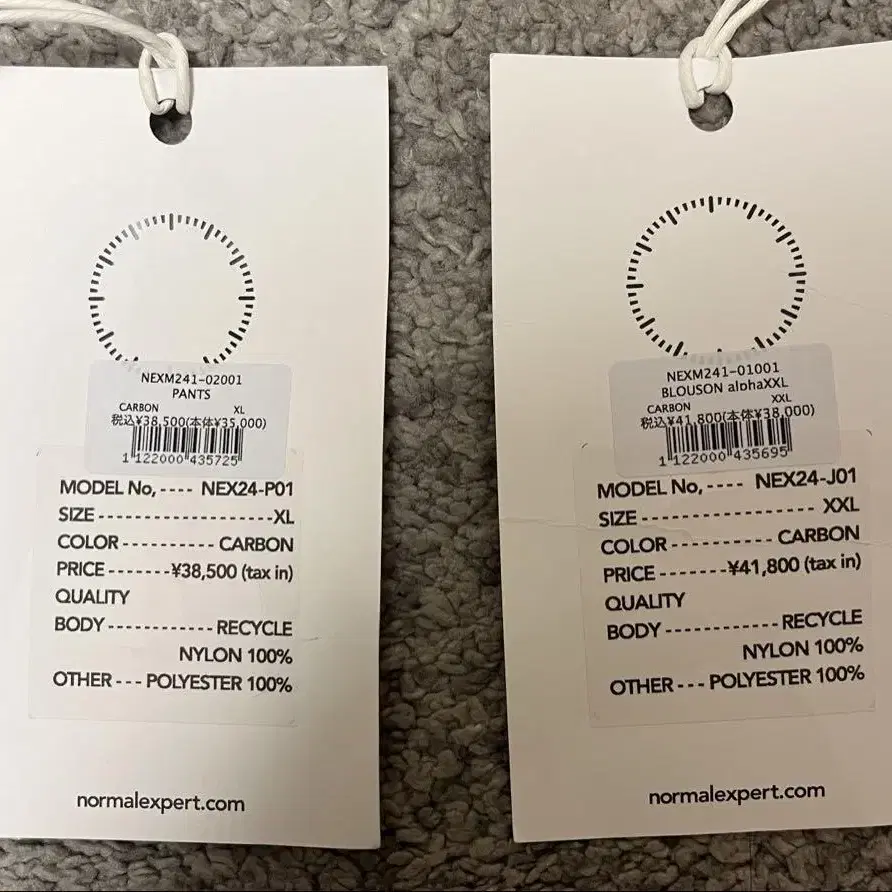 NEXM241-02001
PANTS
CARBON XL
税込¥38,500(本体¥35,000)
1 122000 435725
MODEL No, ---- NEX24-P01
SIZE -------------------XL
COLOR ---------- CARBON
PRICE -------¥38,500 (tax in)
QUALITY
BODY ------------ RECYCLE
NYLON 100%
OTHER --- POLYESTER 100%
normalexpert.com
NEXM241-01001
BLOUSON alphaXXL
XXL
CARBON
税込¥41,800(本体¥38,000)
1 122000 435695
MODEL No, ---- NEX24-J01
SIZE ------------------ XXL
COLOR ----------- CARBON
PRICE -------¥41,800 (tax in)
QUALITY
BODY ------------ RECYCLE
NYLON 100%
OTHER --- POLYESTER 100%
normalexpert.com